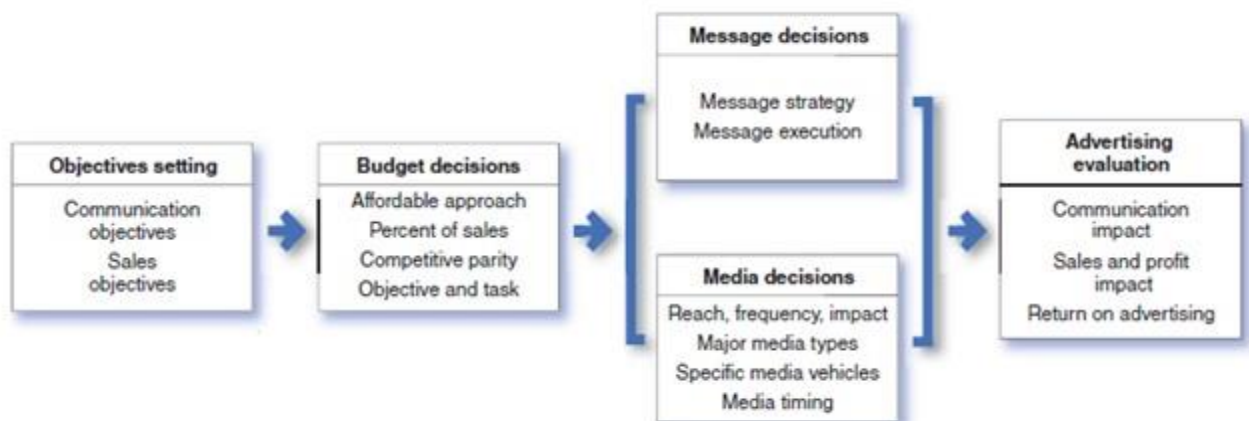 Objectives setting
Communication
objectives
Sales
objectives
Budget decisions
Affordable approach
Percent of sales
Competitive parity
Objective and task
Message decisions
Message strategy
Message execution
Media decisions
Reach, frequency, impact
Major media types
Specific media vehicles
Media timing
Advertising
evaluation
Communication
impact
Sales and profit
impact
Return on advertising